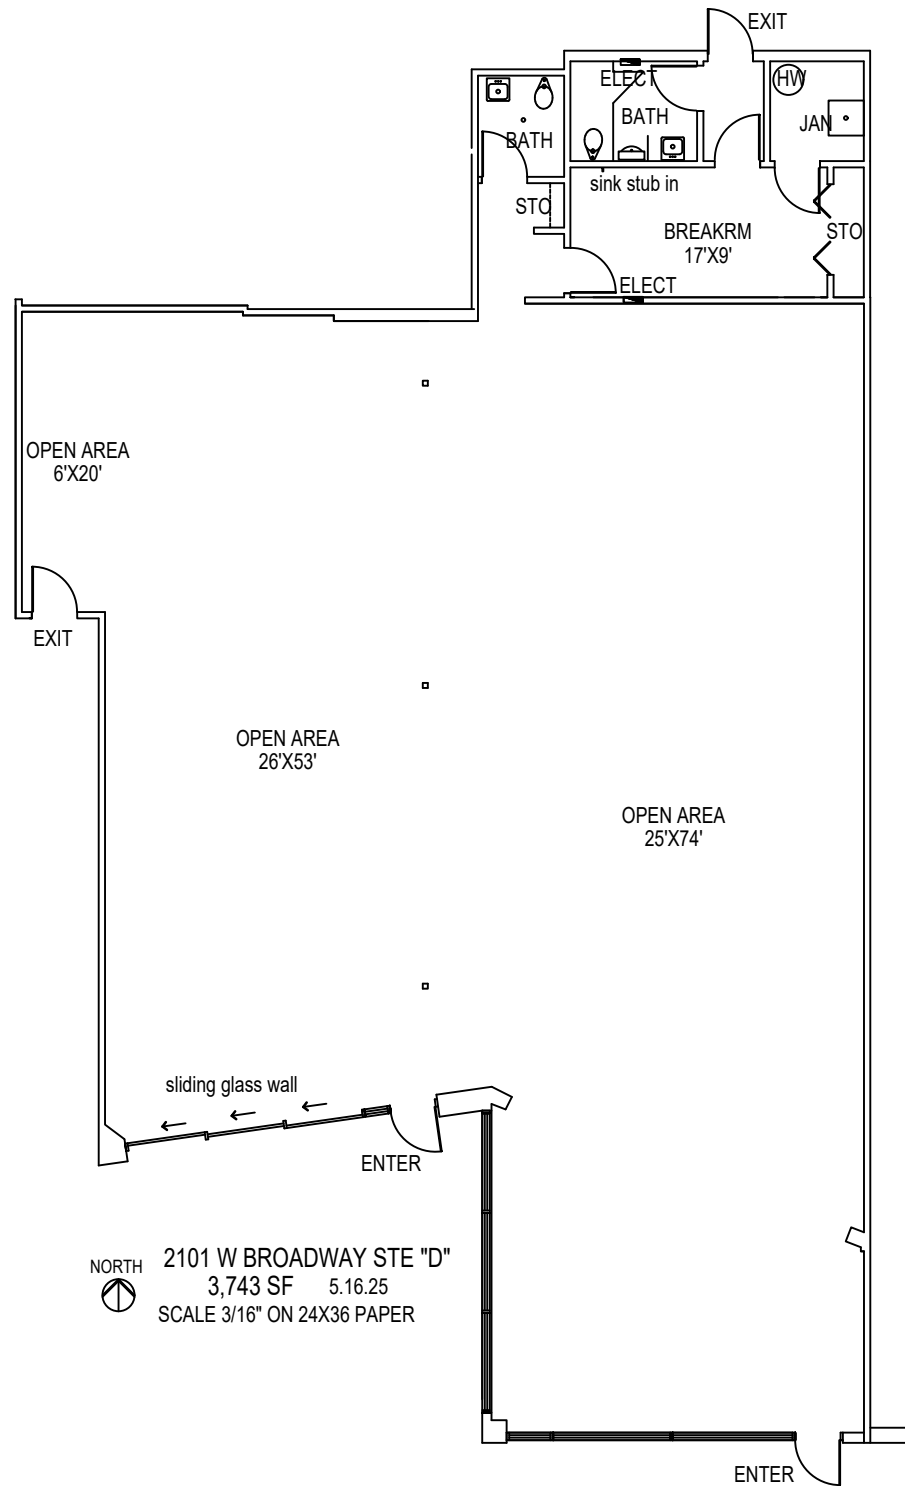 EXIT
ELECT
HW
BATH
JAN
BATH
sink stub in
STO
BREAKRM
17'X9'
STO
ELECT
OPEN AREA
6'X20'
EXIT
OPEN AREA
26'X53'
OPEN AREA
25'X74'
sliding glass wall
ENTER
NORTH
2101 W BROADWAY STE "D"
3,743 SF 5.16.25
SCALE 3/16" ON 24X36 PAPER
ENTER